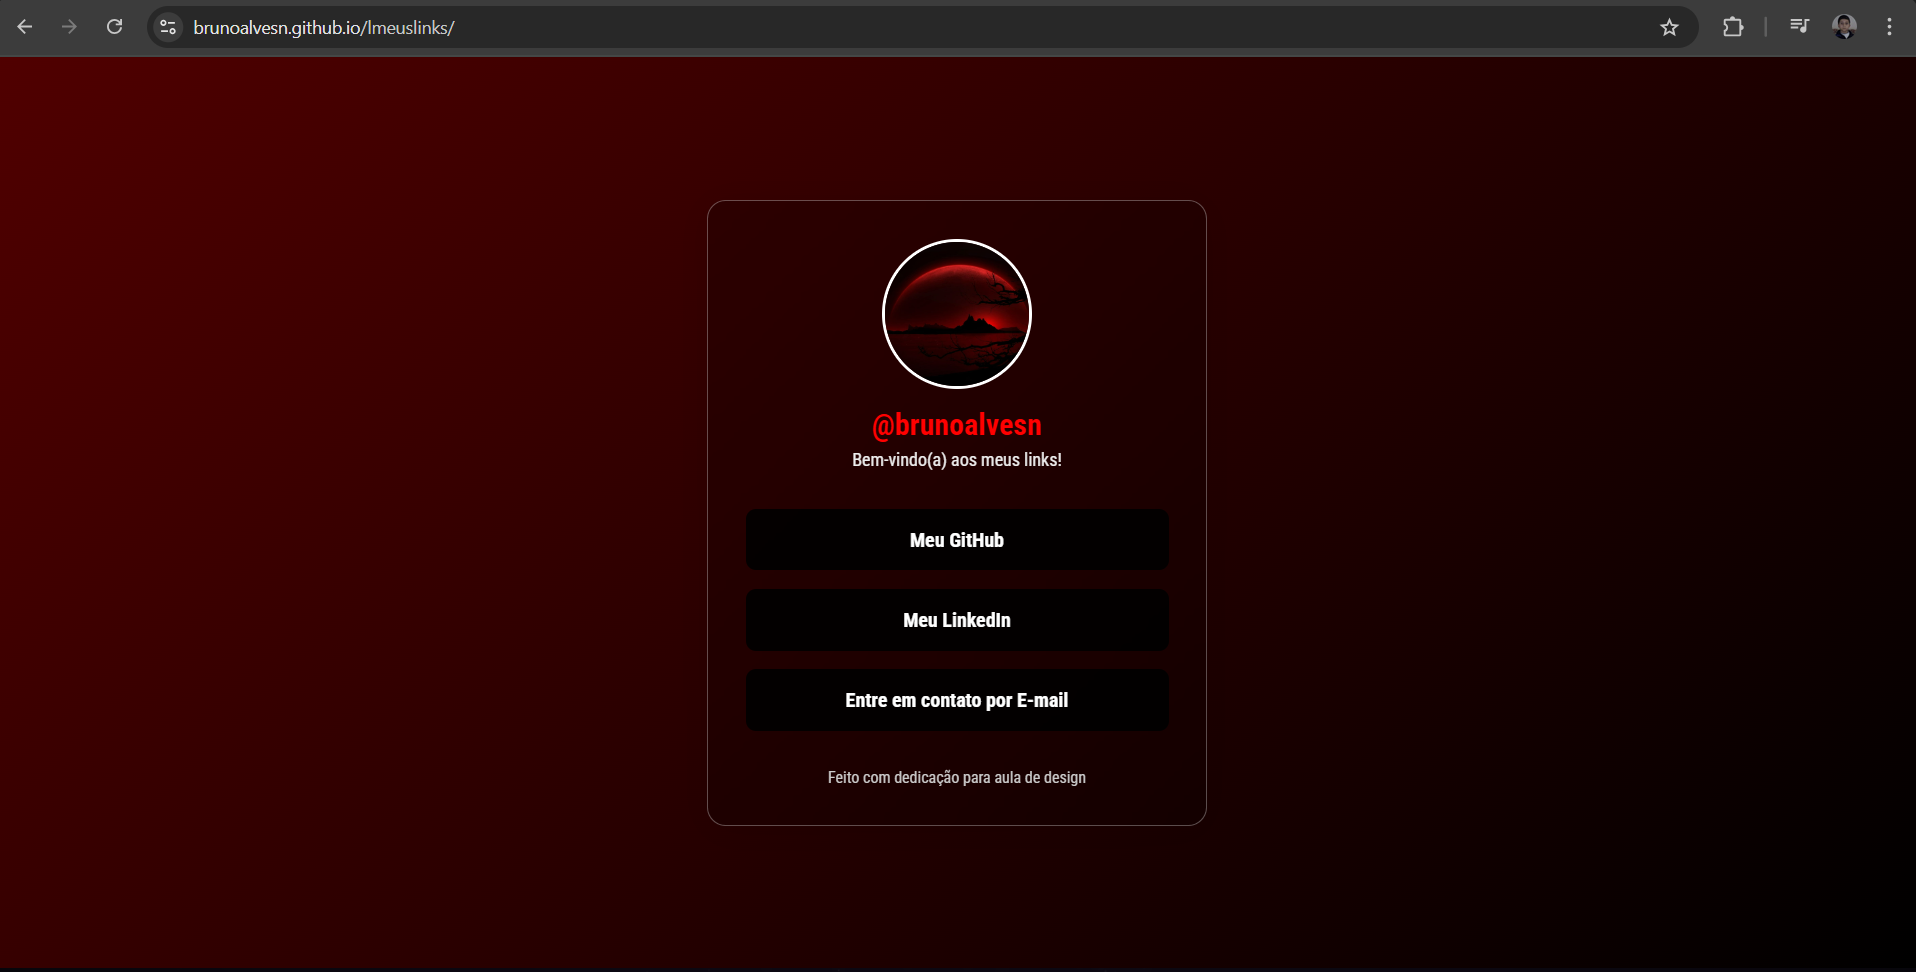 brunoalvesn.github.io/lmeuslinks/
@brunoalvesn
Bem-vindo(a) aos meus links!
Meu GitHub
Meu LinkedIn
Entre em contato por E-mail
Feito com dedicação para aula de design